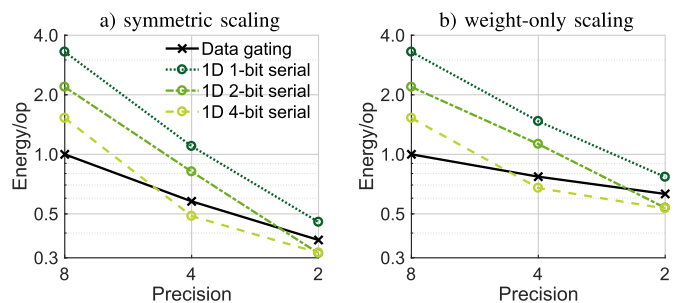 a) symmetric scaling
4.0
2.0
1.0
0.5
0.3
Energy/op
Data gating
1D 1-bit serial
1D 2-bit serial
1D 4-bit serial
8
4
2
Precision
b) weight-only scaling
4.0
2.0
1.0
0.5
0.3
Energy/op
8
4
2
Precision